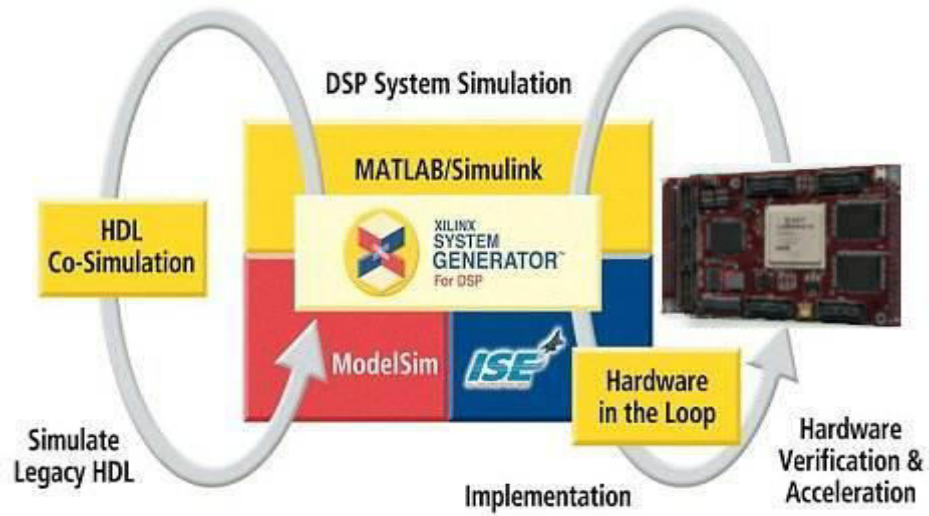 DSP System Simulation
MATLAB/Simulink
HDL
Co-Simulation
XILINX
SYSTEM
GENERATOR™
For DSP
ModelSim
ISE
Hardware
in the Loop
Simulate
Legacy HDL
Implementation
Hardware
Verification &
Acceleration